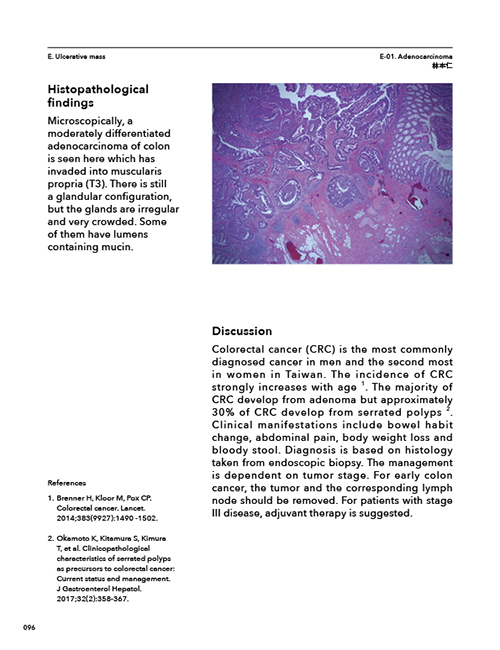 E. Ulcerative mass
E-01. Adenocarcinoma
林本仁
Histopathological
findings
Microscopically, a
moderately differentiated
adenocarcinoma of colon
is seen here which has
invaded into muscularis
propria (T3). There is still
a glandular configuration,
but the glands are irregular
and very crowded. Some
of them have lumens
containing mucin.
Discussion
Colorectal cancer (CRC) is the most commonly
diagnosed cancer in men and the second most
in women in Taiwan. The incidence of CRC
strongly increases with age 1. The majority of
CRC develop from adenoma but approximately
30% of CRC develop from serrated polyps 2.
Clinical manifestations include bowel habit
change, abdominal pain, body weight loss and
bloody stool. Diagnosis is based on histology
taken from endoscopic biopsy. The management
is dependent on tumor stage. For early colon
cancer, the tumor and the corresponding lymph
node should be removed. For patients with stage
III disease, adjuvant therapy is suggested.
References
1. Brenner H, Kloor M, Pox CP.
Colorectal cancer. Lancet.
2014;383(9927):1490 -1502.
2. Okamoto K, Kitamura S, Kimura
T, et al. Clinicopathological
characteristics of serrated polyps
as precursors to colorectal cancer:
Current status and management.
J Gastroenterol Hepatol.
2017;32(2):358-367.
096